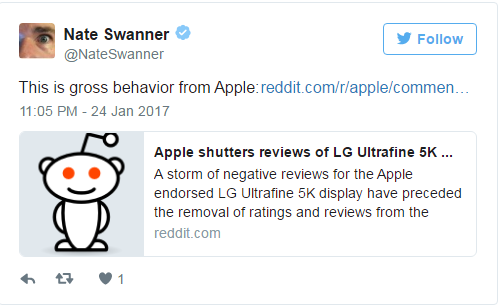 Nate Swanner
@NateSwanner
Follow
This is gross behavior from Apple:reddit.com/r/apple/commen...
11:05 PM - 24 Jan 2017
Apple shutters reviews of LG Ultrafine 5K ...
A storm of negative reviews for the Apple
endorsed LG Ultrafine 5K display have preceded
the removal of ratings and reviews from the
reddit.com
1